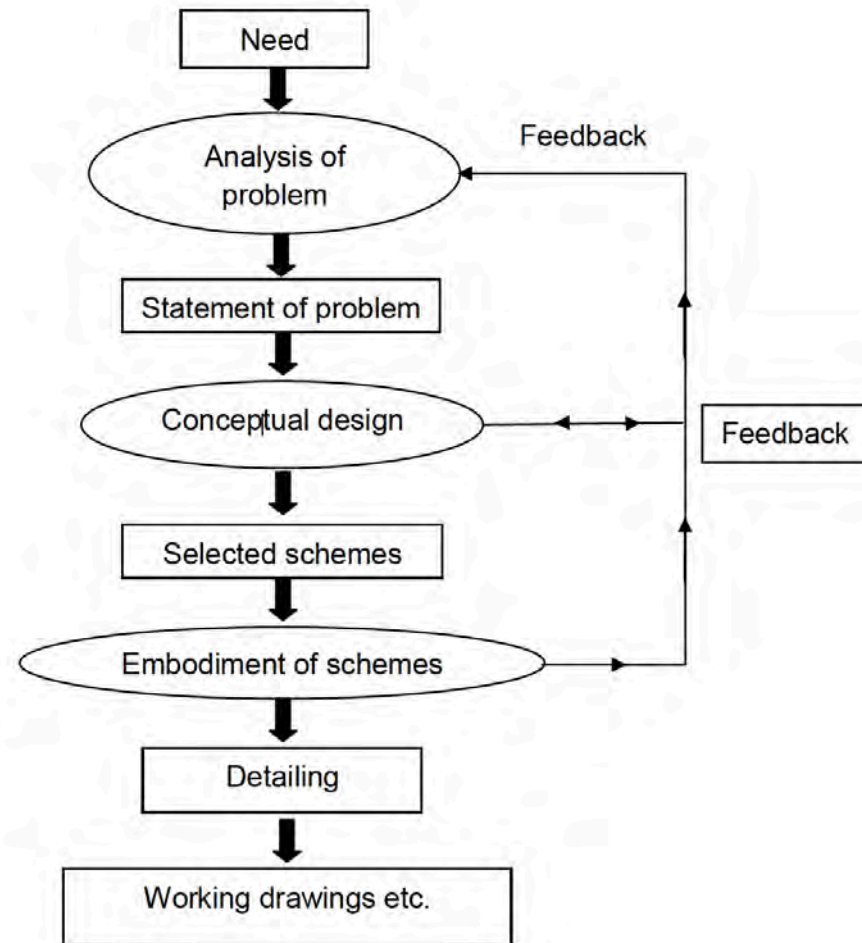 Need
Feedback
Analysis of
problem
Statement of problem
Conceptual design
Feedback
Selected schemes
Embodiment of schemes
Detailing
Working drawings etc.